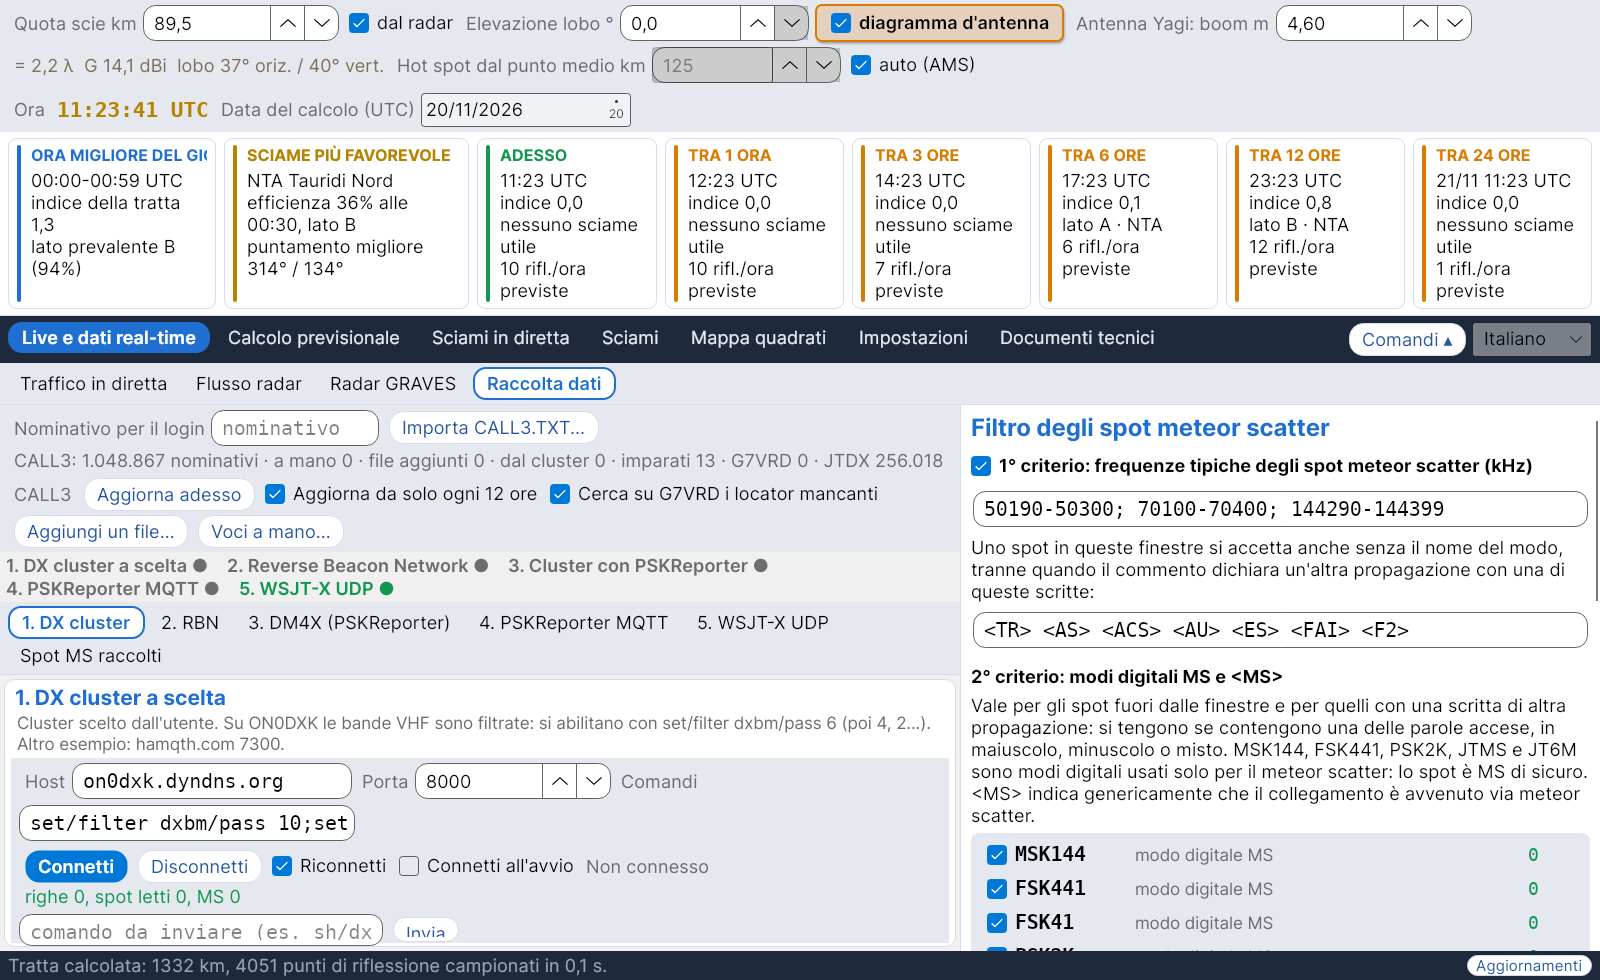 Quota scie km 89,5 dal radar Elevazione lobo ° 0,0 diagramma d'antenna Antenna Yagi: boom m 4,60
= 2,2 λ G 14,1 dBi lobo 37° oriz. / 40° vert. Hot spot dal punto medio km 125 auto (AMS)
Ora 11:23:41 UTC Data del calcolo (UTC) 20/11/2026 20
ORA MIGLIORE DEL GI
00:00-00:59 UTC
indice della tratta
1,3
lato prevalente B
(94%)
SCIAME PIÙ FAVOREVOLE
NTA Tauridi Nord
efficienza 36% alle
00:30, lato B
puntamento migliore
314° / 134°
ADESSO
11:23 UTC
indice 0,0
nessuno sciame
utile
10 rifl./ora
previste
TRA 1 ORA
12:23 UTC
indice 0,0
nessuno sciame
utile
10 rifl./ora
previste
TRA 3 ORE
14:23 UTC
indice 0,0
nessuno sciame
utile
7 rifl./ora
previste
TRA 6 ORE
17:23 UTC
indice 0,1
lato A · NTA
6 rifl./ora
previste
TRA 12 ORE
23:23 UTC
indice 0,8
lato B · NTA
12 rifl./ora
previste
TRA 24 ORE
21/11 11:23 UTC
indice 0,0
nessuno sciame
utile
1 rifl./ora
previste
Live e dati real-time Calcolo previsionale Sciami in diretta Sciami Mappa quadrati Impostazioni Documenti tecnici Comandi ▴ Italiano
Traffico in diretta Flusso radar Radar GRAVES Raccolta dati
Nominativo per il login nominativo Importa CALL3.TXT...
CALL3: 1.048.867 nominativi · a mano 0 · file aggiunti 0 · dal cluster 0 · imparati 13 · G7VRD 0 · JTDX 256.018
CALL3 Aggiorna adesso Aggiorna da solo ogni 12 ore Cerca su G7VRD i locator mancanti
Aggiungi un file... Voci a mano...
1. DX cluster a scelta ● 2. Reverse Beacon Network ● 3. Cluster con PSKReporter ●
4. PSKReporter MQTT ● 5. WSJT-X UDP ●
1. DX cluster 2. RBN 3. DM4X (PSKReporter) 4. PSKReporter MQTT 5. WSJT-X UDP
Spot MS raccolti
1. DX cluster a scelta
Cluster scelto dall'utente. Su ON0DXK le bande VHF sono filtrate: si abilitano con set/filter dxbm/pass 6 (poi 4, 2...).
Altro esempio: hamqth.com 7300.
Host on0dxk.dyndns.org Porta 8000 Comandi
set/filter dxbm/pass 10;set
Connetti Disconnetti Riconnetti Connetti all'avvio Non connesso
righe 0, spot letti 0, MS 0
comando da inviare (es. sh/dx Invia
Filtro degli spot meteor scatter
1° criterio: frequenze tipiche degli spot meteor scatter (kHz)
50190-50300; 70100-70400; 144290-144399
Uno spot in queste finestre si accetta anche senza il nome del modo,
tranne quando il commento dichiara un'altra propagazione con una di
queste scritte:
<TR> <AS> <ACS> <AU> <ES> <FAI> <F2>
2° criterio: modi digitali MS e <MS>
Vale per gli spot fuori dalle finestre e per quelli con una scritta di altra
propagazione: si tengono se contengono una delle parole accese, in
maiuscolo, minuscolo o misto. MSK144, FSK441, PSK2K, JTMS e JT6M
sono modi digitali usati solo per il meteor scatter: lo spot è MS di sicuro.
<MS> indica genericamente che il collegamento è avvenuto via meteor
scatter.
MSK144 modo digitale MS 0
FSK441 modo digitale MS 0
FSK41 modo digitale MS 0
Tratta calcolata: 1332 km, 4051 punti di riflessione campionati in 0,1 s. Aggiornamenti